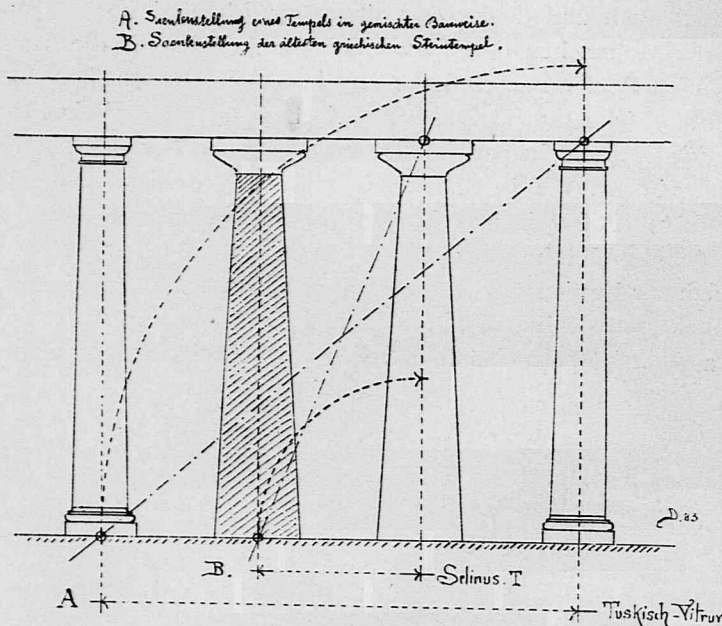 A. Saeulenstellung eines Tempels in gemischter Bauweise.
B. Saeulenstellung der ältesten griechischen Steintempel.
D. 83
B. Selinus. T
A Tuskisch-Vitruv